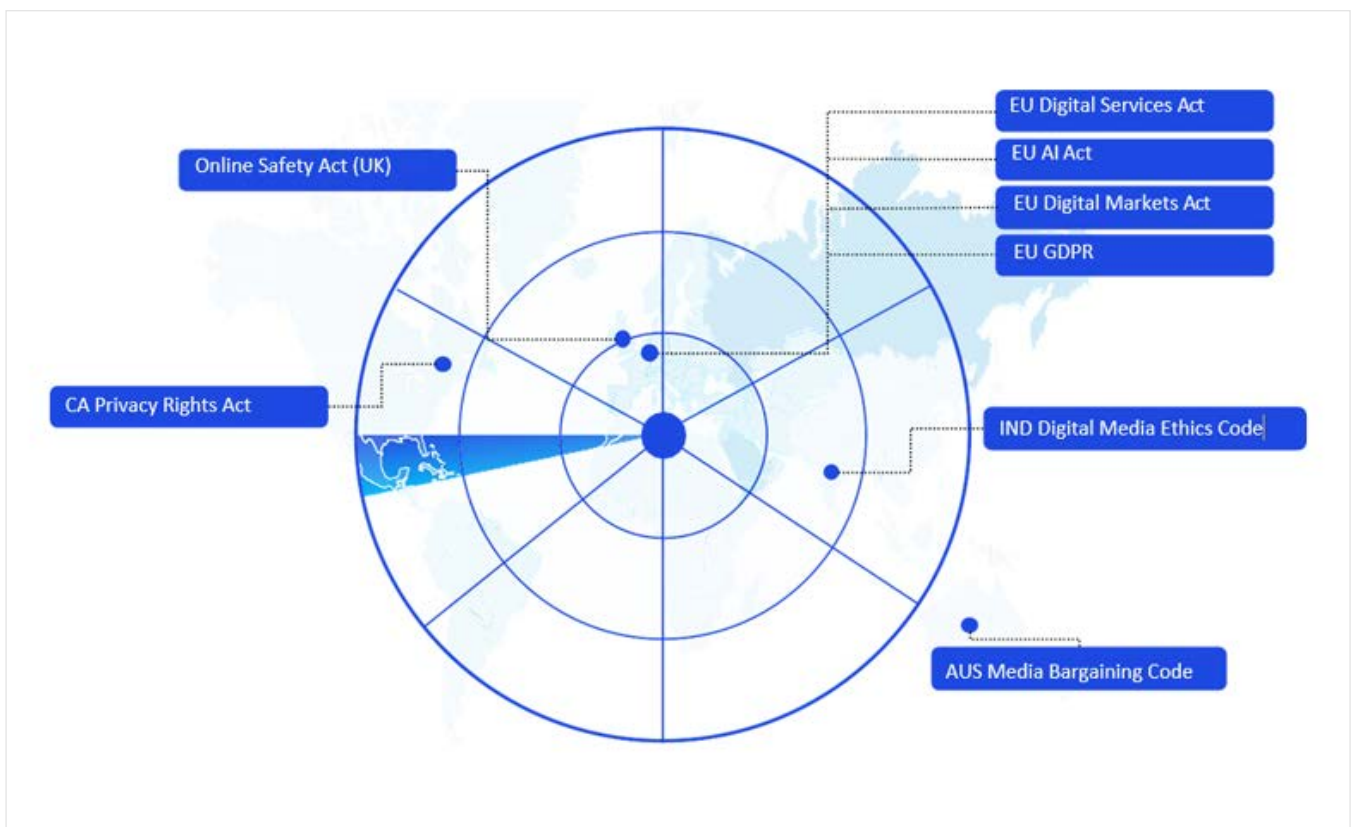 EU Digital Services Act
Online Safety Act (UK)
EU AI Act
EU Digital Markets Act
EU GDPR
CA Privacy Rights Act
IND Digital Media Ethics Code
AUS Media Bargaining Code